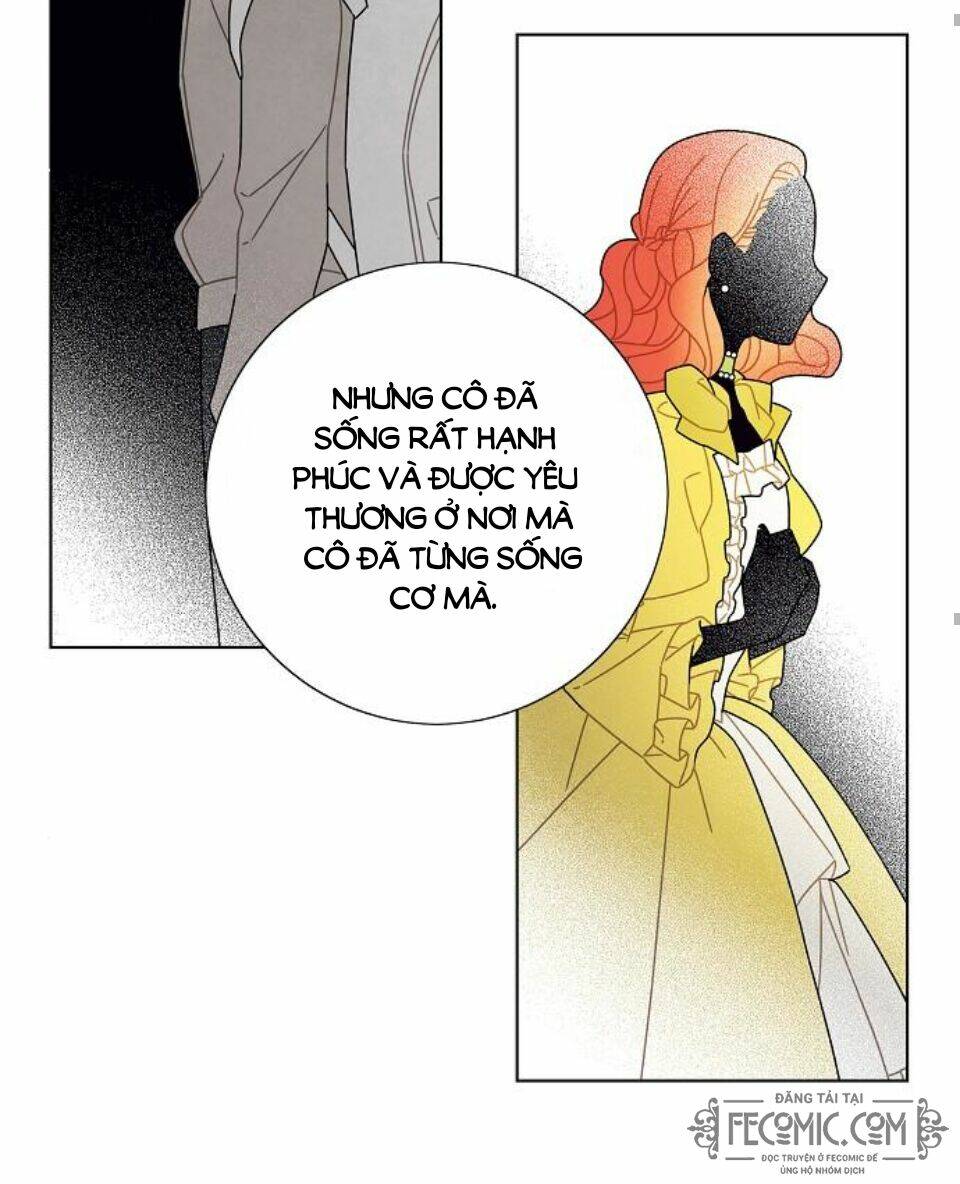 NHƯNG CÔ ĐÃ
SỐNG RẤT HẠNH
PHÚC VÀ ĐƯỢC YÊU
THƯƠNG Ở NƠI MÀ
CÔ ĐÃ TỪNG SỐNG
CƠ MÀ.
ĐĂNG TẢI TẠI
FECOMIC.COM
ĐỌC TRUYỆN Ở FECOMIC ĐỂ
ỦNG HỘ NHÓM DỊCH